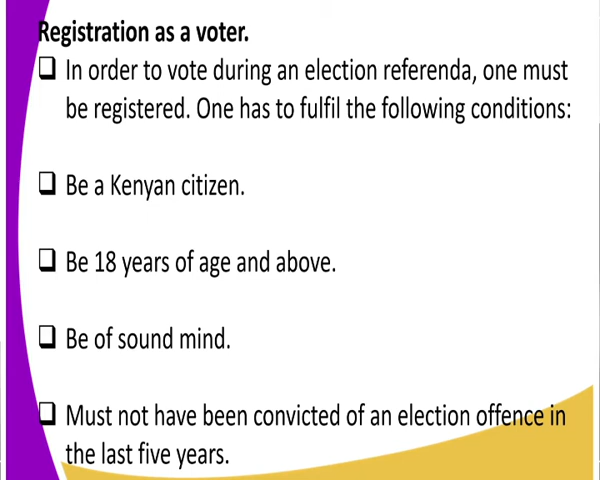 Registration as a voter.
❑ In order to vote during an election referenda, one must
be registered. One has to fulfil the following conditions:
❑ Be a Kenyan citizen.
❑ Be 18 years of age and above.
❑ Be of sound mind.
❑ Must not have been convicted of an election offence in
the last five years.